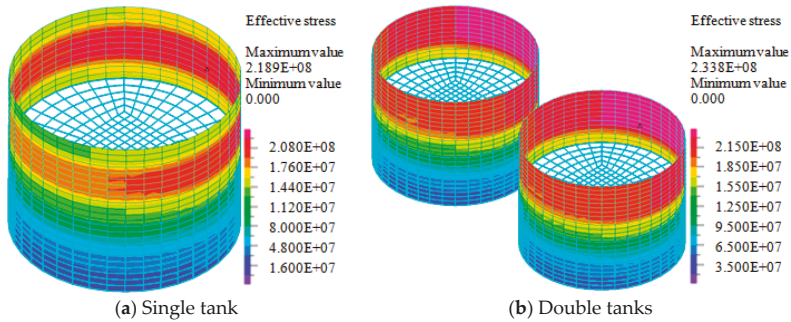 Effective stress
Maximum value
2.189E+08
Minimum value
0.000
2.080E+08
1.760E+07
1.440E+07
1.120E+07
8.000E+07
4.800E+07
1.600E+07
(a) Single tank
Effective stress
Maximum value
2.338E+08
Minimum value
0.000
2.150E+08
1.850E+07
1.550E+07
1.250E+07
9.500E+07
6.500E+07
3.500E+07
(b) Double tanks